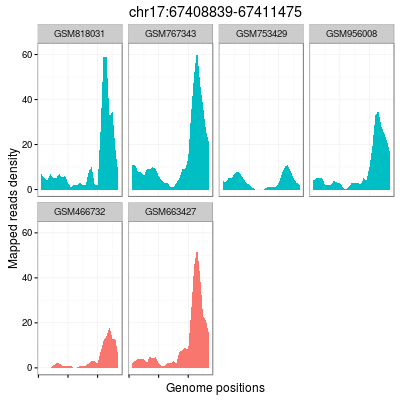 chr17:67408839-67411475
GSM818031 GSM767343 GSM753429 GSM956008
60
40
20
0
Mapped reads density
GSM466732 GSM663427
60
40
20
0
Genome positions